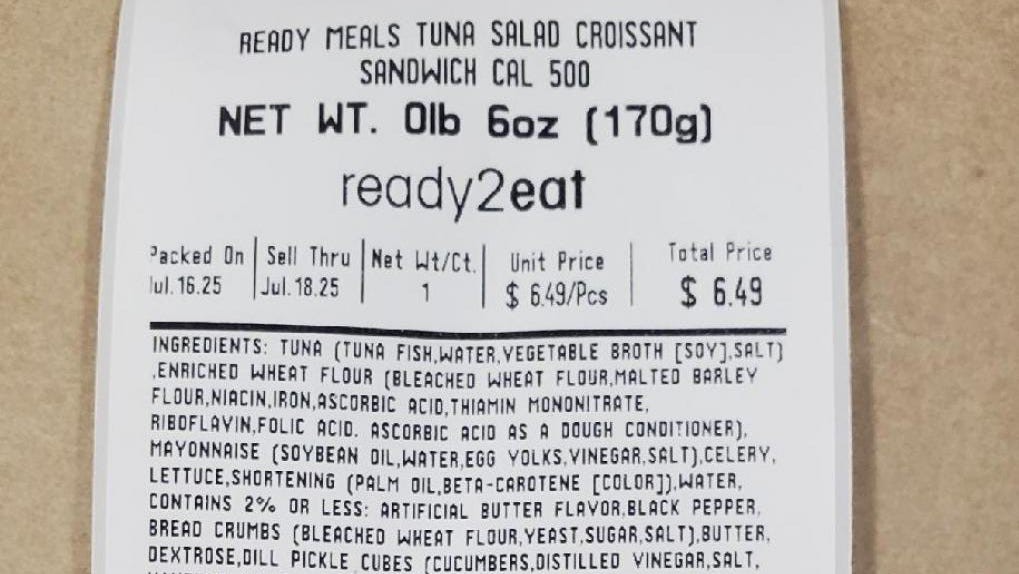 READY MEALS TUNA SALAD CROISSANT
SANDWICH CAL 500
NET WT. 0lb 6oz (170g)
ready2eat
Packed On Sell Thru Net Wt/Ct. Unit Price Total Price
Jul.16.25 Jul.18.25 1 $ 6.49/Pcs $ 6.49
INGREDIENTS: TUNA (TUNA FISH,WATER,VEGETABLE BROTH [SOY],SALT)
,ENRICHED WHEAT FLOUR (BLEACHED WHEAT FLOUR,MALTED BARLEY
FLOUR,NIACIN,IRON,ASCORBIC ACID,THIAMIN MONONITRATE,
RIBOFLAVIN,FOLIC ACID. ASCORBIC ACID AS A DOUGH CONDITIONER),
MAYONNAISE (SOYBEAN OIL,WATER,EGG YOLKS,VINEGAR,SALT),CELERY,
LETTUCE,SHORTENING (PALM OIL,BETA-CAROTENE [COLOR]),WATER,
CONTAINS 2% OR LESS: ARTIFICIAL BUTTER FLAVOR,BLACK PEPPER,
BREAD CRUMBS (BLEACHED WHEAT FLOUR,YEAST,SUGAR,SALT),BUTTER,
DEXTROSE,DILL PICKLE CUBES (CUCUMBERS,DISTILLED VINEGAR,SALT,